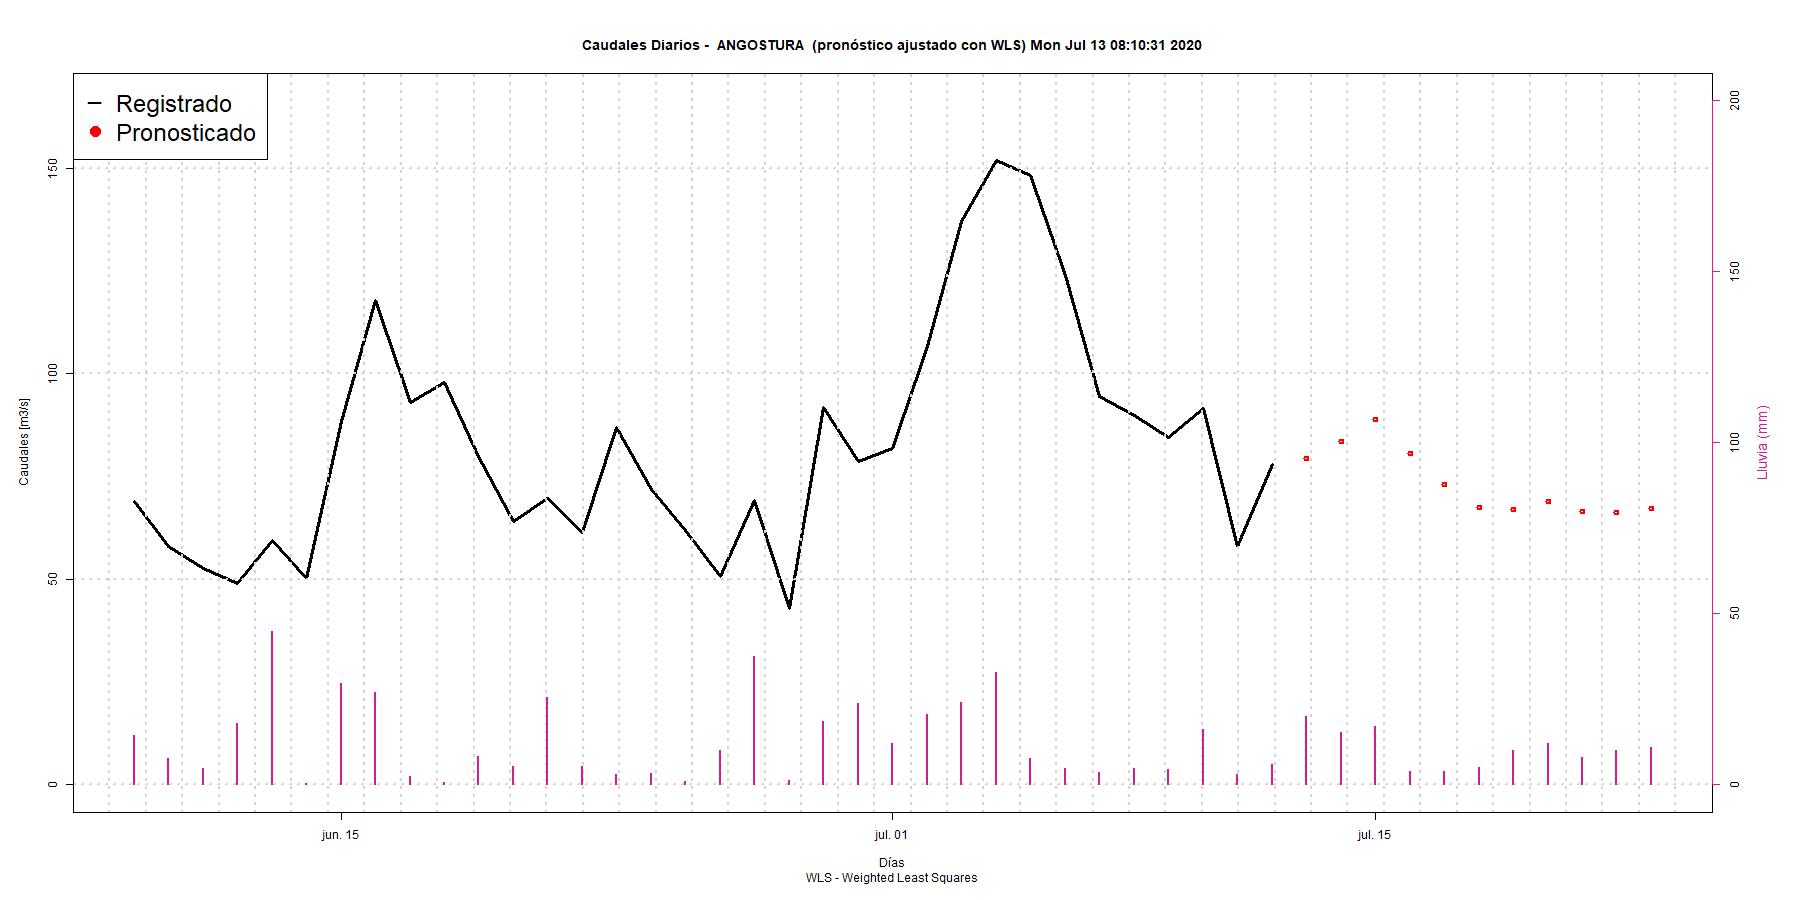 Caudales Diarios -  ANGOSTURA  (pronóstico ajustado con WLS) Mon Jul 13 08:10:31 2020
Registrado
Pronosticado
Caudales [m3/s]
150
100
50
0
200
150
100
50
0
Lluvia (mm)
jun. 15
jul. 01
jul. 15
Días
WLS - Weighted Least Squares